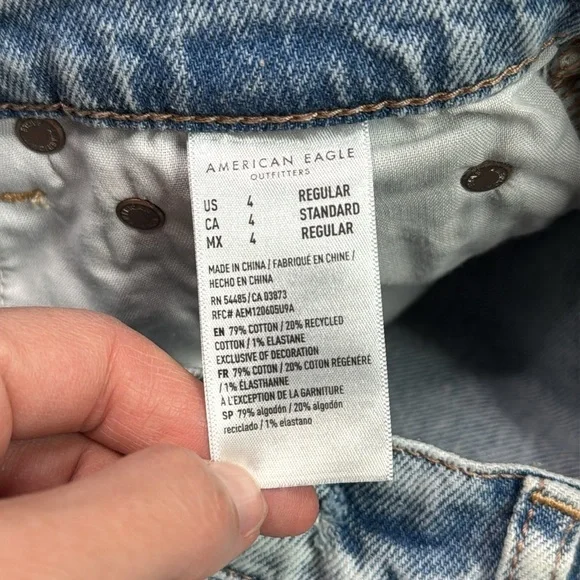 AMERICAN EAGLE
OUTFITTERS
US 4 REGULAR
CA 4 STANDARD
MX 4 REGULAR
MADE IN CHINA / FABRIQUÉ EN CHINE /
HECHO EN CHINA
RN 54485 / CA 03873
RFC# AEM120605U9A
EN 79% COTTON / 20% RECYCLED
COTTON / 1% ELASTANE
EXCLUSIVE OF DECORATION
FR 79% COTON / 20% COTON RÉGÉNÉRÉ
/ 1% ÉLASTHANNE
À L'EXCEPTION DE LA GARNITURE
SP 79% algodón / 20% algodón
reciclado / 1% elastano